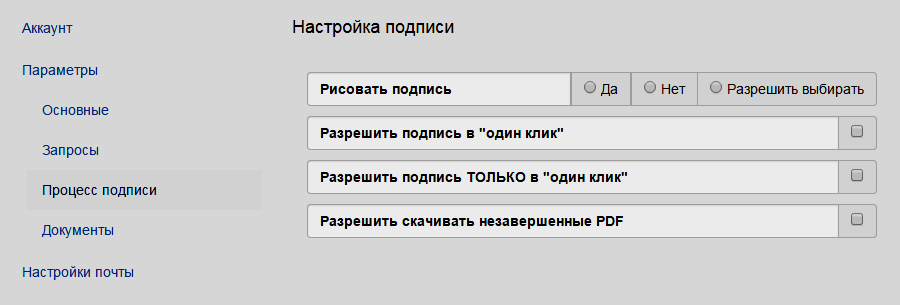 Аккаунт
Параметры
Основные
Запросы
Процесс подписи
Документы
Настройки почты
Настройка подписи
Рисовать подпись Да Нет Разрешить выбирать
Разрешить подпись в "один клик"
Разрешить подпись ТОЛЬКО в "один клик"
Разрешить скачивать незавершенные PDF